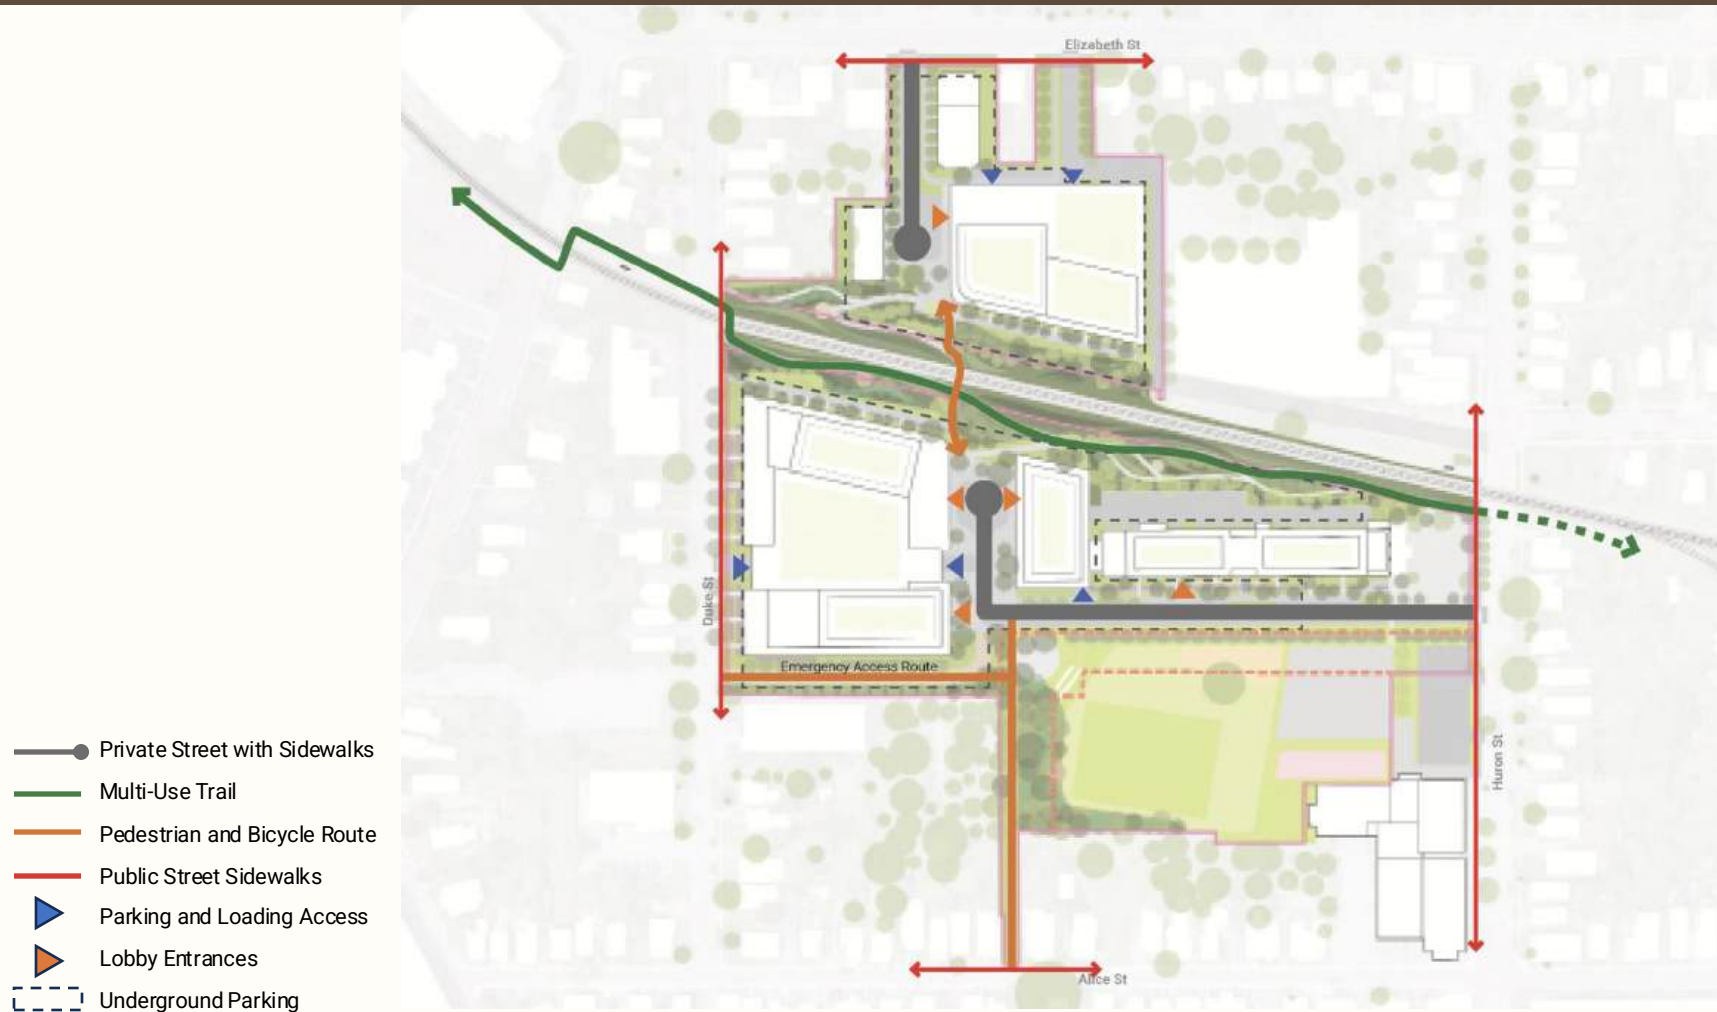 Elizabeth St
Duke St
Emergency Access Route
Huron St
Alice St
Private Street with Sidewalks
Multi-Use Trail
Pedestrian and Bicycle Route
Public Street Sidewalks
Parking and Loading Access
Lobby Entrances
Underground Parking